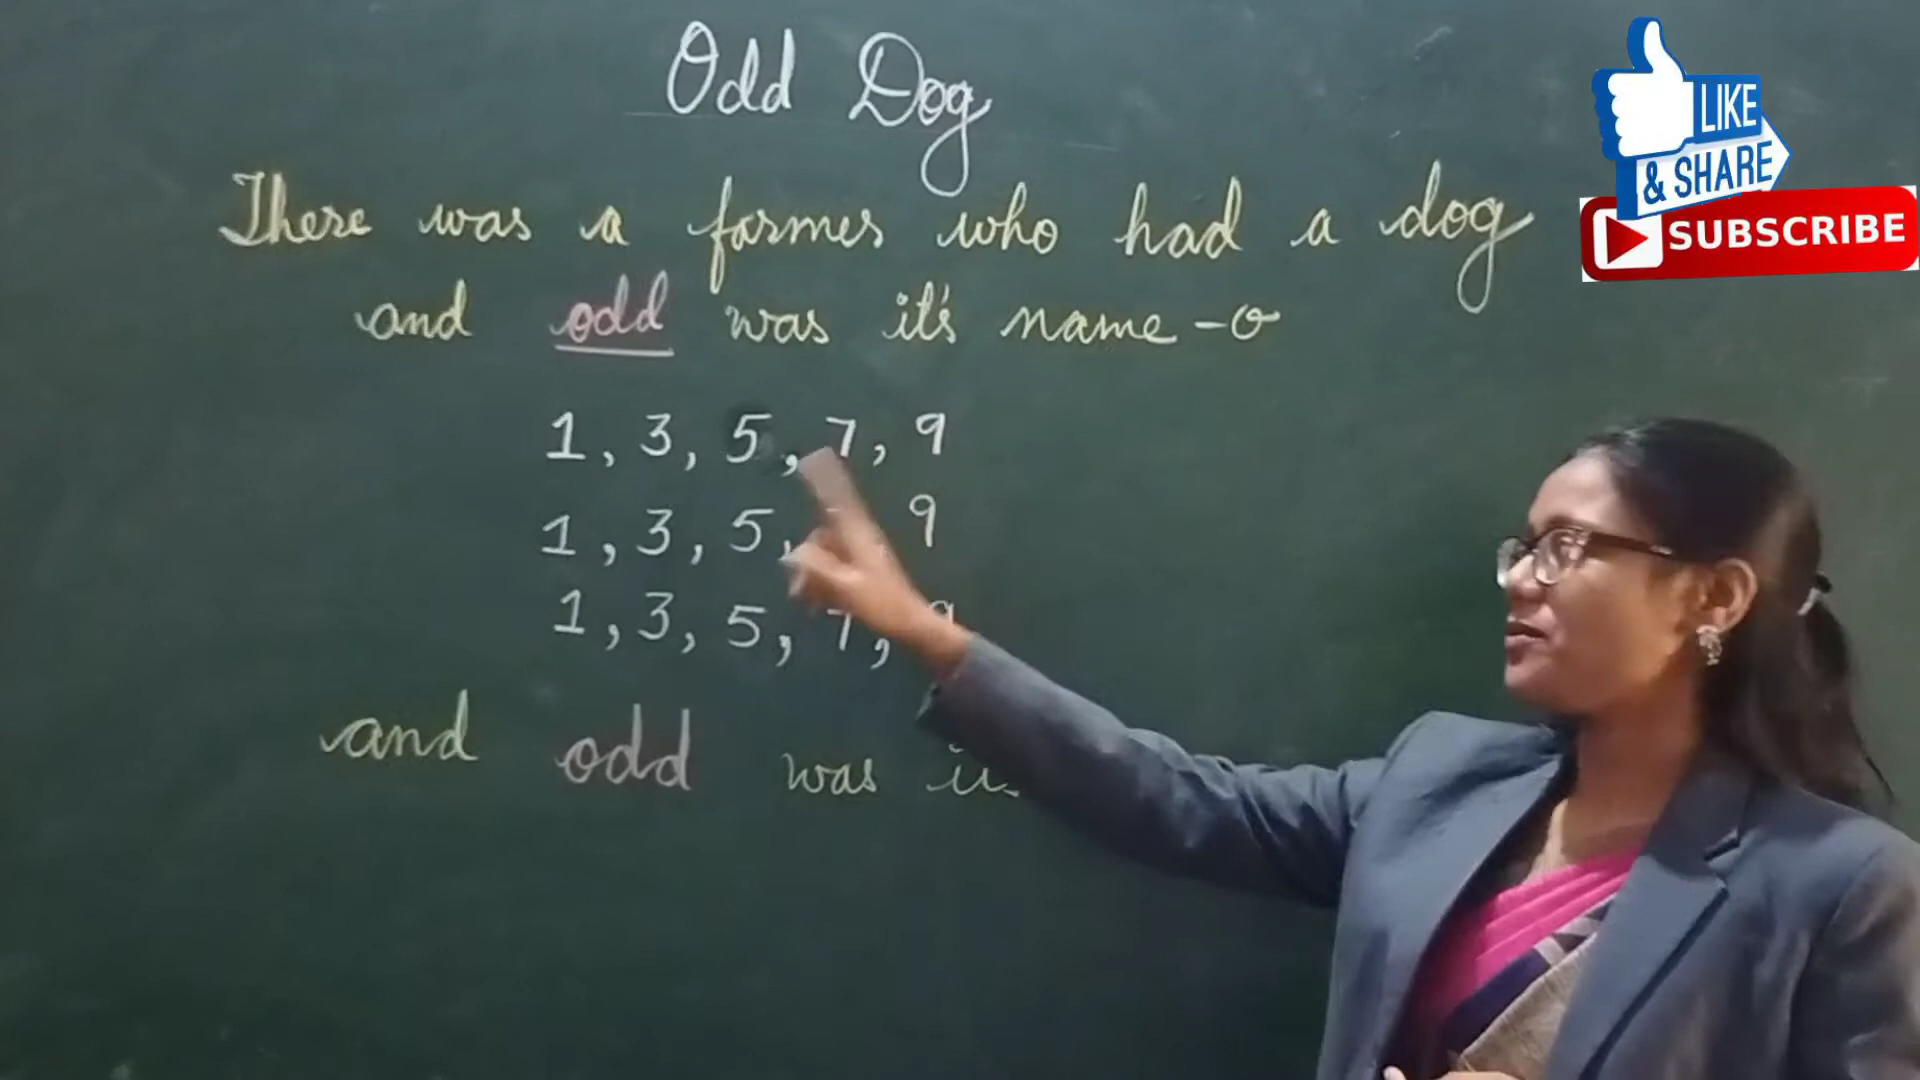 Odd Dog
There was a farmer who had a dog
and odd was it's name-o
1, 3, 5, 7, 9
1, 3, 5, 9
1, 3, 5, 7,
and odd was
LIKE
& SHARE
SUBSCRIBE